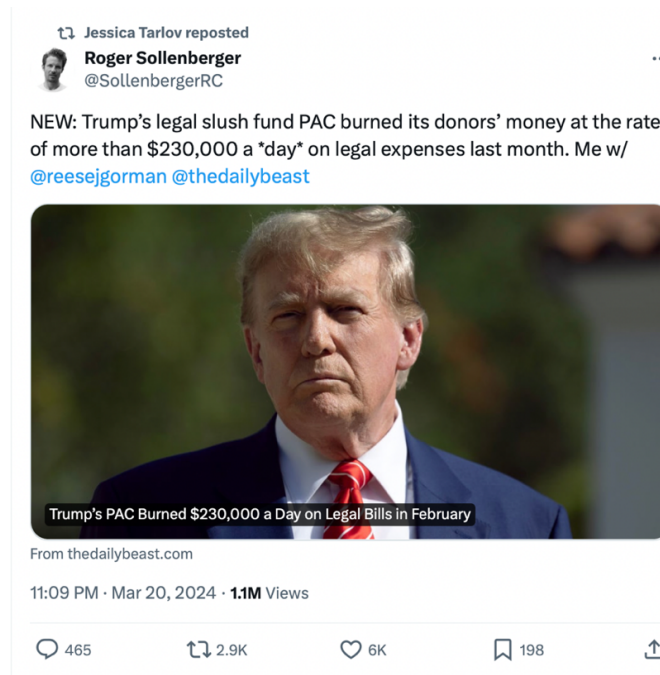 Jessica Tarlov reposted
Roger Sollenberger
@SollenbergerRC
NEW: Trump's legal slush fund PAC burned its donors' money at the rate
of more than $230,000 a *day* on legal expenses last month. Me w/
@reesejgorman @thedailybeast
Trump's PAC Burned $230,000 a Day on Legal Bills in February
From thedailybeast.com
11:09 PM · Mar 20, 2024 · 1.1M Views
465 2.9K 6K 198